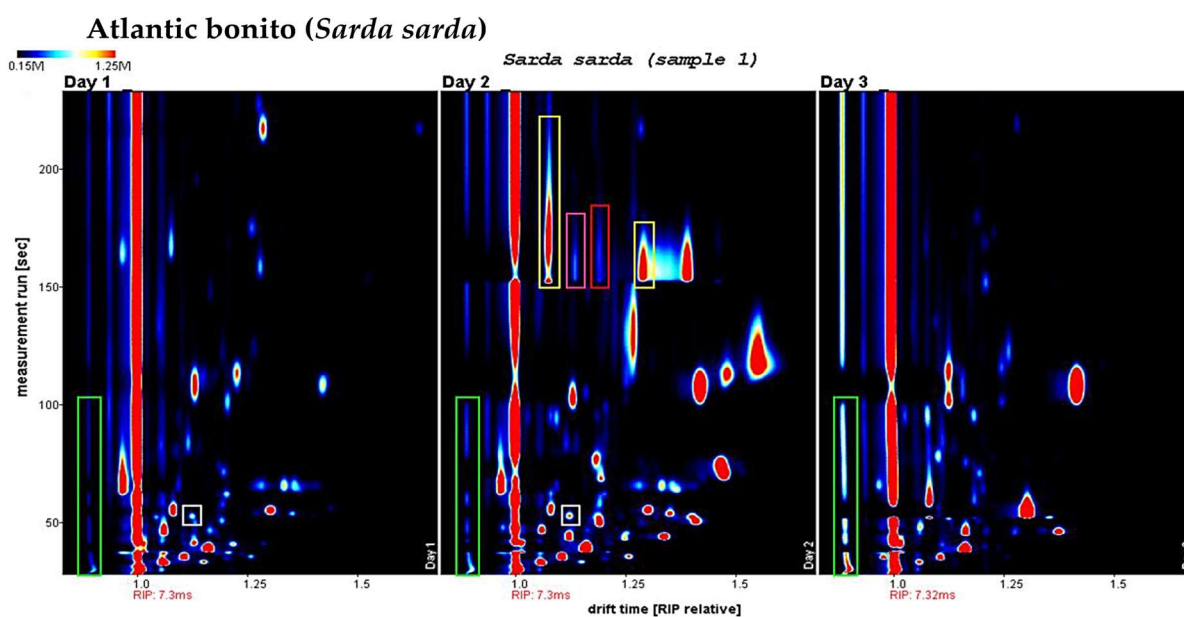 Atlantic bonito (Sarda sarda)
0.15M 1.25M
Sarda sarda (sample 1)
Day 1 Day 2 Day 3
measurement run [sec]
200
150
100
50
Day 1
Day 2
1.0 1.25 1.5 1.0 1.25 1.5 1.0 1.25 1.5
RIP: 7.3ms RIP: 7.3ms RIP: 7.32ms
drift time [RIP relative]